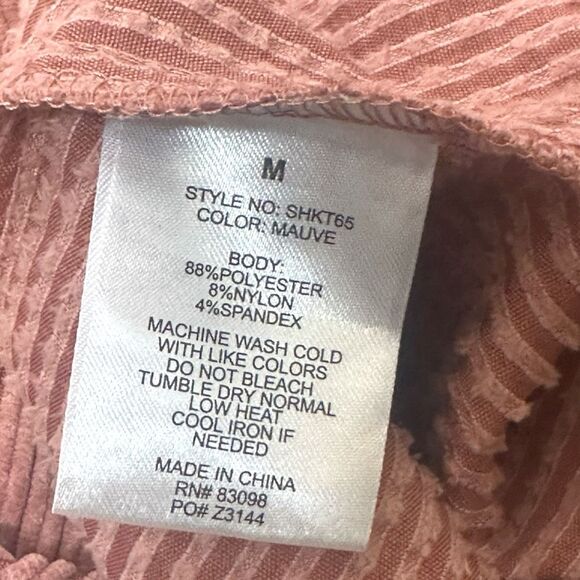 M
STYLE NO: SHKT65
COLOR: MAUVE
BODY:
88%POLYESTER
8%NYLON
4%SPANDEX
MACHINE WASH COLD
WITH LIKE COLORS
DO NOT BLEACH
TUMBLE DRY NORMAL
LOW HEAT
COOL IRON IF
NEEDED
MADE IN CHINA
RN# 83098
PO# Z3144